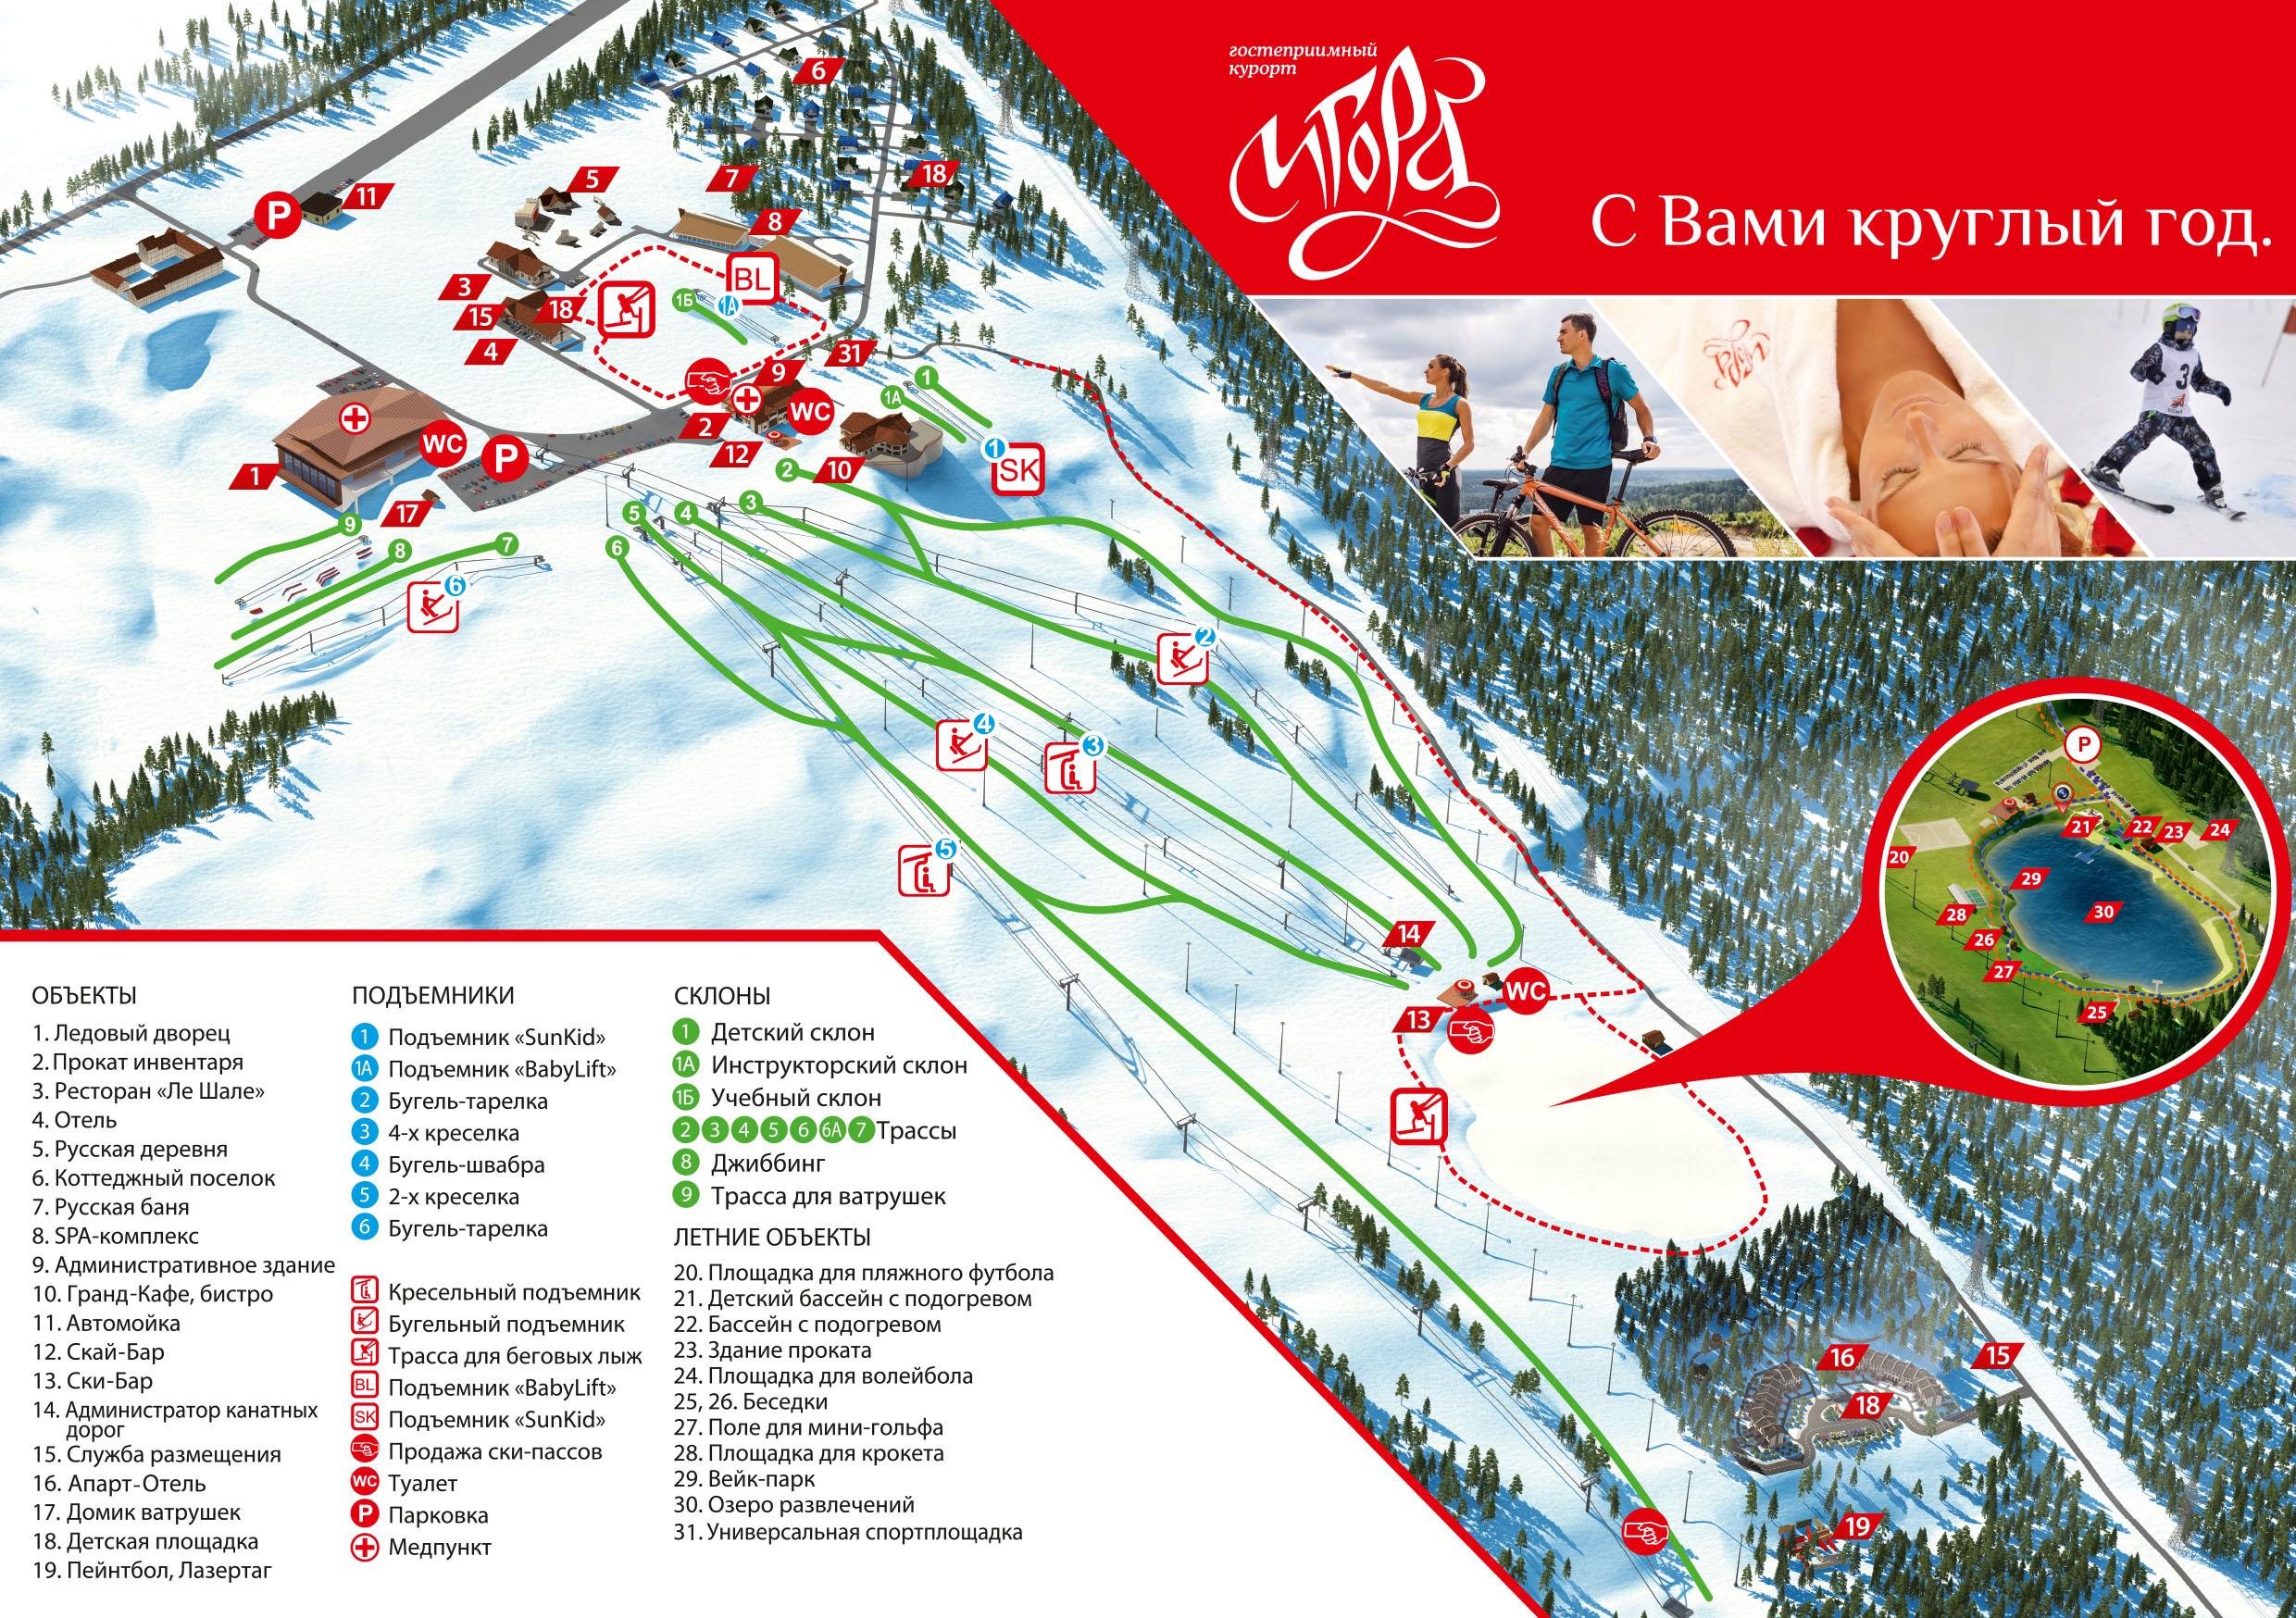 гостеприимный
курорт
Игора
С Вами круглый год.
6
5
7
18
11
P
8
3
BL
18
1Б
1A
15
4
31
9
1
1A
WC
2
12
WC
1
SK
P
1
2
10
17
9
3
4
5
8
7
6
6
2
4
3
5
P
21
22
23
24
20
29
30
28
26
27
25
14
WC
13
15
16
18
19
ОБЪЕКТЫ
1. Ледовый дворец
2. Прокат инвентаря
3. Ресторан «Ле Шале»
4. Отель
5. Русская деревня
6. Коттеджный поселок
7. Русская баня
8. SPA-комплекс
9. Административное здание
10. Гранд-Кафе, бистро
11. Автомойка
12. Скай-Бар
13. Ски-Бар
14. Администратор канатных
дорог
15. Служба размещения
16. Апарт-Отель
17. Домик ватрушек
18. Детская площадка
19. Пейнтбол, Лазертаг
ПОДЪЕМНИКИ
1 Подъемник «SunKid»
1A Подъемник «BabyLift»
2 Бугель-тарелка
3 4-х креселка
4 Бугель-швабра
5 2-х креселка
6 Бугель-тарелка
Кресельный подъемник
Бугельный подъемник
Трасса для беговых лыж
BL Подъемник «BabyLift»
SK Подъемник «SunKid»
Продажа ски-пассов
WC Туалет
P Парковка
Медпункт
СКЛОНЫ
1 Детский склон
1A Инструкторский склон
1Б Учебный склон
2 3 4 5 6 6A 7 Трассы
8 Джиббинг
9 Трасса для ватрушек
ЛЕТНИЕ ОБЪЕКТЫ
20. Площадка для пляжного футбола
21. Детский бассейн с подогревом
22. Бассейн с подогревом
23. Здание проката
24. Площадка для волейбола
25, 26. Беседки
27. Поле для мини-гольфа
28. Площадка для крокета
29. Вейк-парк
30. Озеро развлечений
31. Универсальная спортплощадка